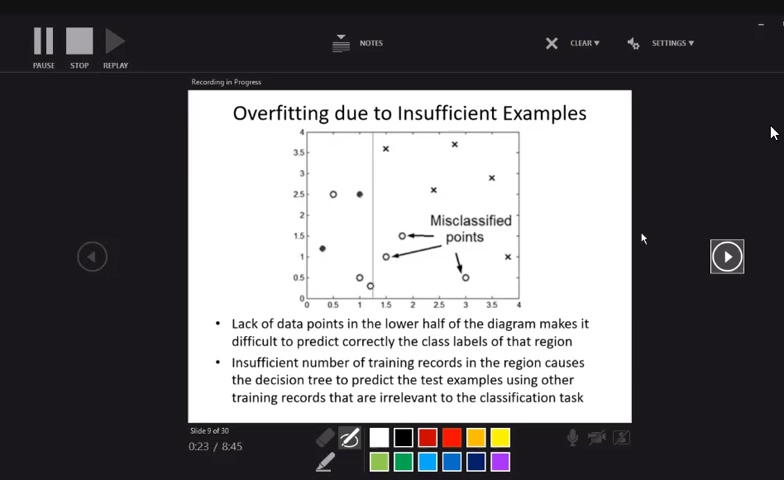 NOTES
CLEAR
SETTINGS
PAUSE
STOP
REPLAY
Recording in Progress
Overfitting due to Insufficient Examples
4
3.5
3
2.5
2
1.5
1
0.5
0
Misclassified
points
0 0.5 1 1.5 2 2.5 3 3.5 4
• Lack of data points in the lower half of the diagram makes it
difficult to predict correctly the class labels of that region
• Insufficient number of training records in the region causes
the decision tree to predict the test examples using other
training records that are irrelevant to the classification task
Slide 9 of 30
0:23 / 8:45